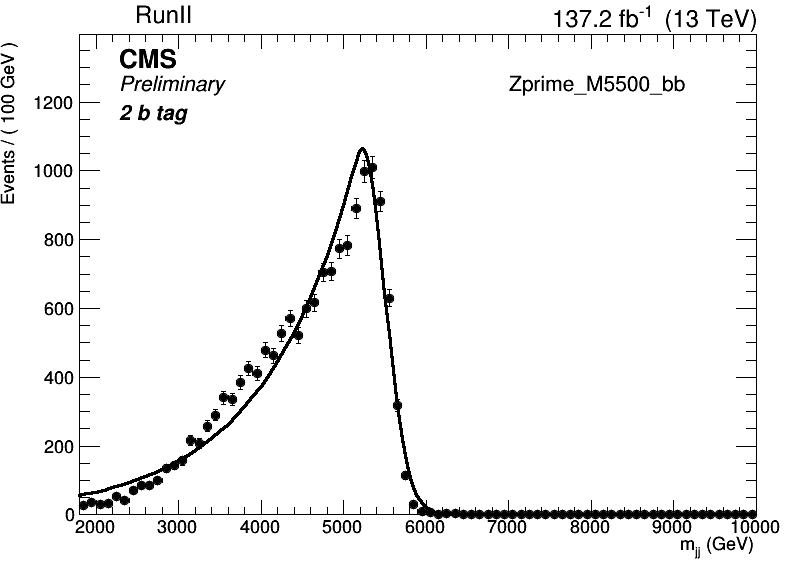 RunII
137.2 fb-1 (13 TeV)
CMS
Preliminary
2 b tag
Zprime_M5500_bb
Events / ( 100 GeV )
1200
1000
800
600
400
200
0
2000 3000 4000 5000 6000 7000 8000 9000 10000
mjj (GeV)